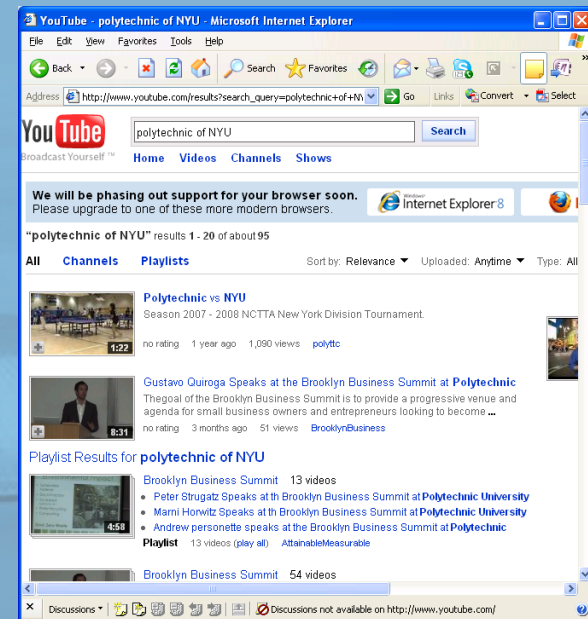 YouTube - polytechnic of NYU - Microsoft Internet Explorer
File Edit View Favorites Tools Help
Back Search Favorites
Address http://www.youtube.com/results?search_query=polytechnic+of+N Go Links Convert Select
YouTube
Broadcast Yourself ™
polytechnic of NYU Search
Home Videos Channels Shows
We will be phasing out support for your browser soon.
Please upgrade to one of these more modern browsers.
Windows Internet Explorer 8
"polytechnic of NYU" results 1 - 20 of about 95
All Channels Playlists Sort by: Relevance ▼ Uploaded: Anytime ▼ Type: All
Polytechnic vs NYU
Season 2007 - 2008 NCTTA New York Division Tournament.
1:22
no rating 1 year ago 1,090 views polyttc
Gustavo Quiroga Speaks at the Brooklyn Business Summit at Polytechnic
Thegoal of the Brooklyn Business Summit is to provide a progressive venue and
agenda for small business owners and entrepreneurs looking to become ...
8:31
no rating 3 months ago 51 views BrooklynBusiness
Playlist Results for polytechnic of NYU
Brooklyn Business Summit 13 videos
• Peter Strugatz Speaks at th Brooklyn Business Summit at Polytechnic University
• Marni Horwitz Speaks at th Brooklyn Business Summit at Polytechnic University
• Andrew personette speaks at the Brooklyn Business Summit at Polytechnic
4:58
Playlist 13 videos (play all) AttainableMeasurable
Brooklyn Business Summit 54 videos
Discussions Discussions not available on http://www.youtube.com/